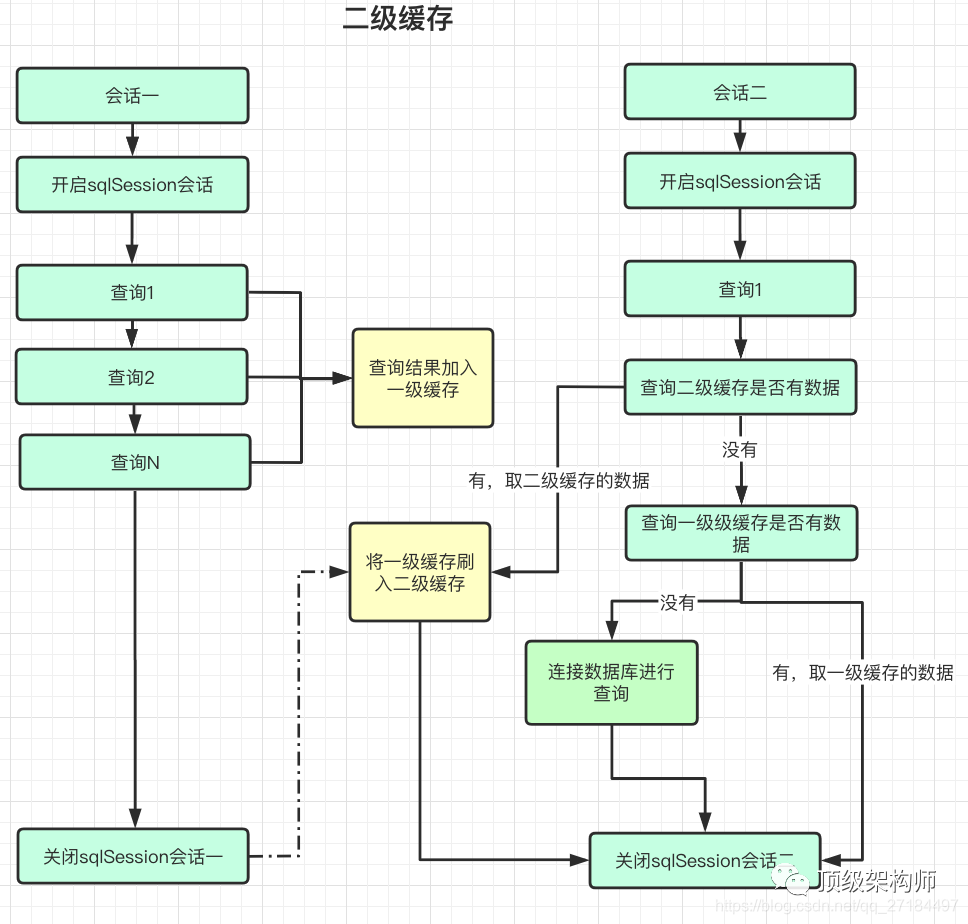 二级缓存
会话一
开启sqlSession会话
查询1
查询2
查询N
关闭sqlSession会话一
查询结果加入
一级缓存
将一级缓存刷
入二级缓存
会话二
开启sqlSession会话
查询1
查询二级缓存是否有数据
没有
有，取二级缓存的数据
查询一级级缓存是否有数
据
没有
连接数据库进行
查询
有，取一级缓存的数据
关闭sqlSession会话二
顶级架构师
https://blog.csdn.net/qq_27184497